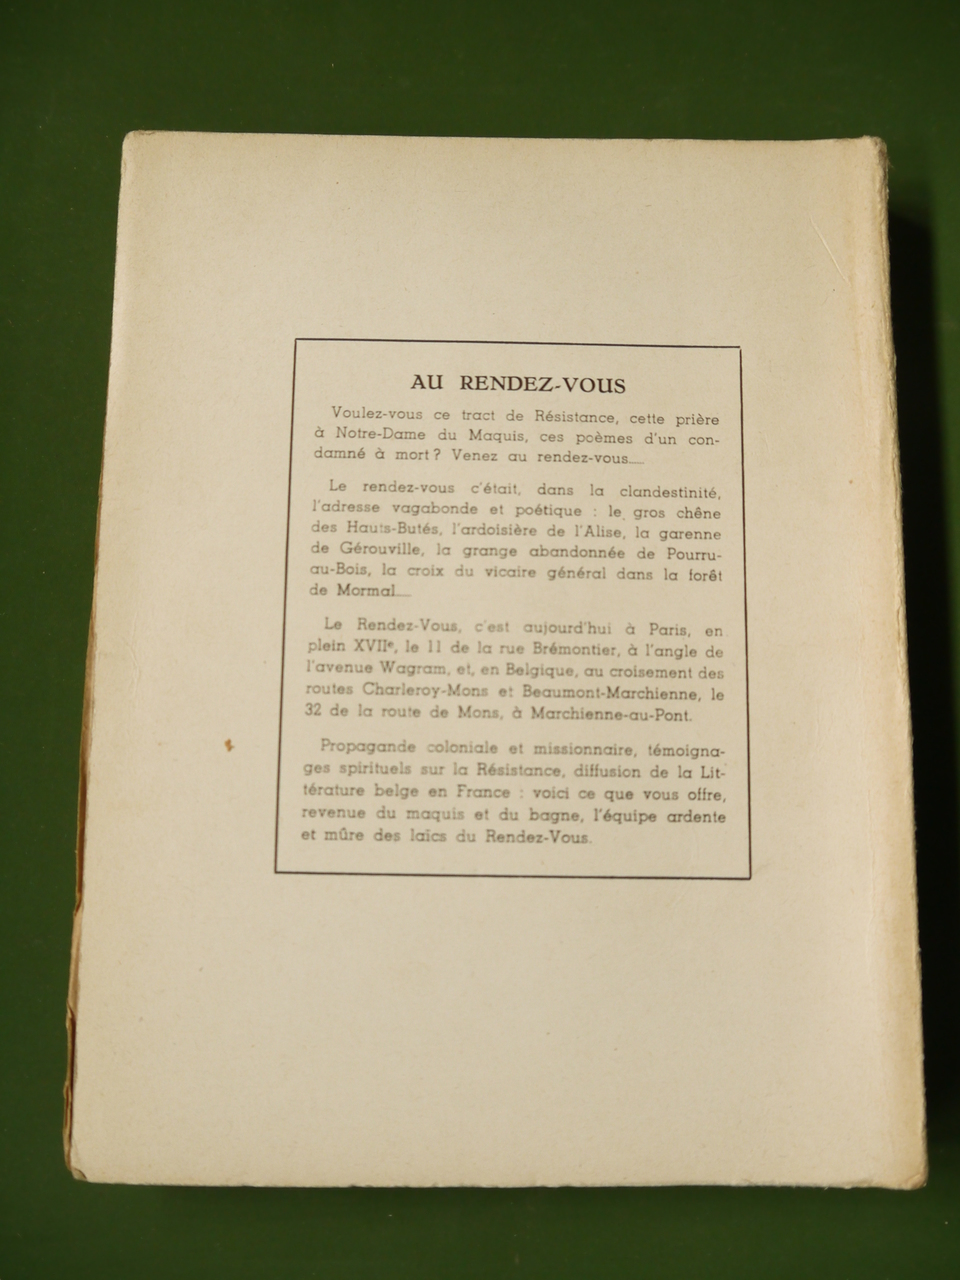 AU RENDEZ-VOUS
Voulez-vous ce tract de Résistance, cette prière
à Notre-Dame du Maquis, ces poèmes d'un con-
damné à mort ? Venez au rendez-vous.....
Le rendez-vous c'était, dans la clandestinité,
l'adresse vagabonde et poétique : le gros chêne
des Hauts-Butés, l'ardoisière de l'Alise, la garenne
de Gérouville, la grange abandonnée de Pourru-
au-Bois, la croix du vicaire général dans la forêt
de Mormal.....
Le Rendez-Vous, c'est aujourd'hui à Paris, en
plein XVIIe, le 11 de la rue Brémontier, à l'angle de
l'avenue Wagram, et, en Belgique, au croisement des
routes Charleroy-Mons et Beaumont-Marchienne, le
32 de la route de Mons, à Marchienne-au-Pont.
Propagande coloniale et missionnaire, témoigna-
ges spirituels sur la Résistance, diffusion de la Lit-
térature belge en France : voici ce que vous offre,
revenue du maquis et du bagne, l'équipe ardente
et mûre des laïcs du Rendez-Vous.